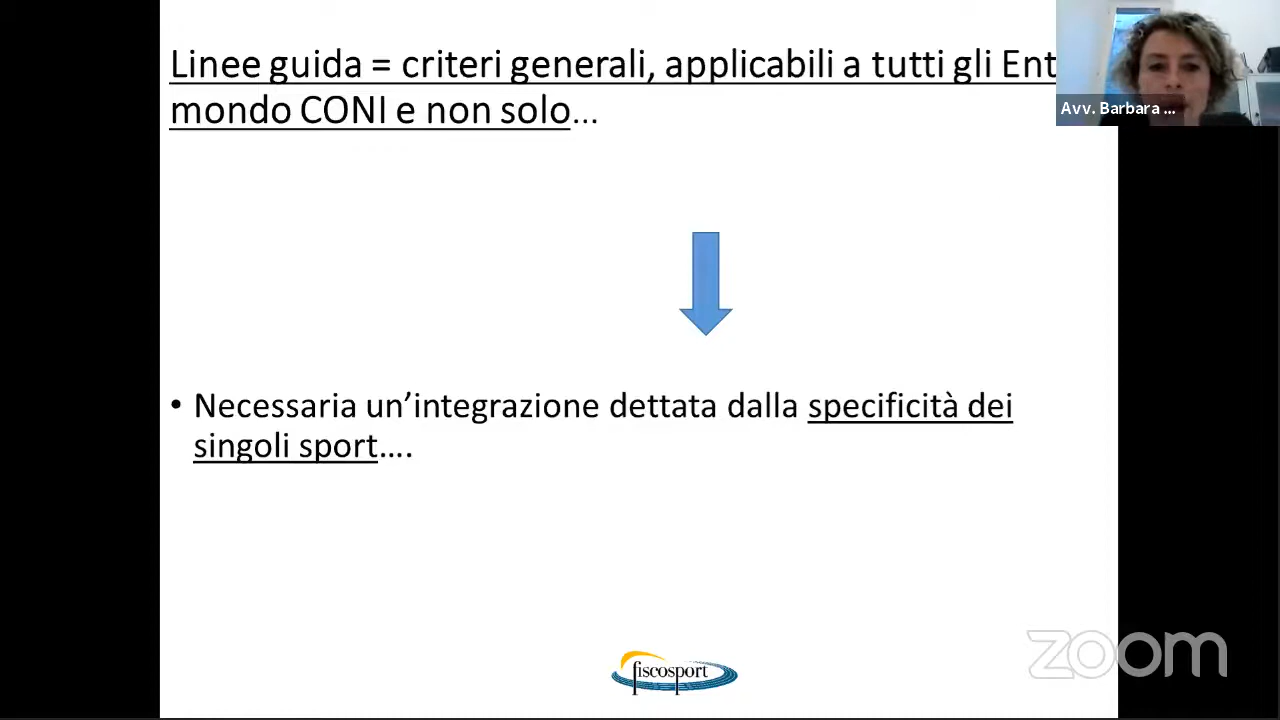 Linee guida = criteri generali, applicabili a tutti gli Ent
mondo CONI e non solo…
Avv. Barbara ...
• Necessaria un’integrazione dettata dalla specificità dei
singoli sport….
fiscosport
zoom